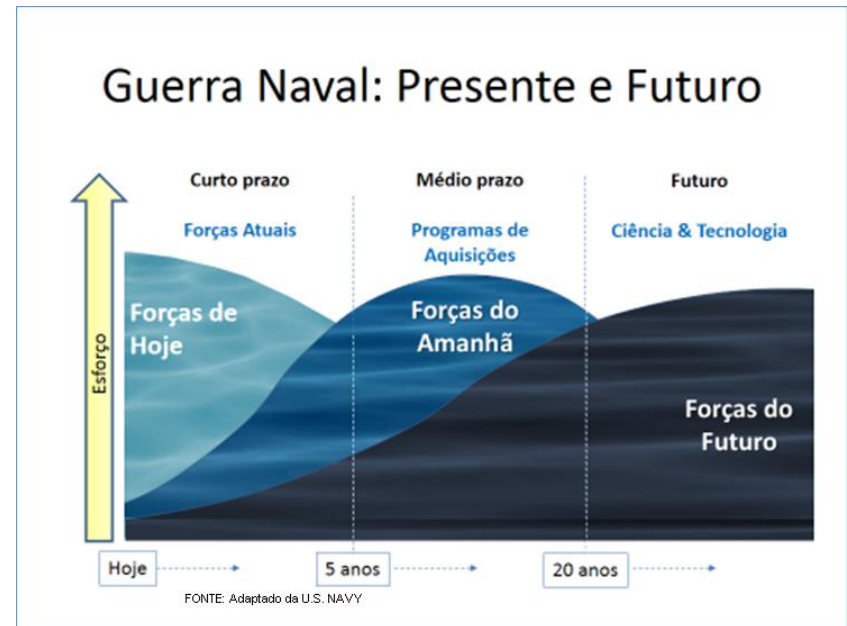 Guerra Naval: Presente e Futuro
Curto prazo
Médio prazo
Futuro
Forças Atuais
Programas de
Aquisições
Ciência & Tecnologia
Esforço
Forças de
Hoje
Forças do
Amanhã
Forças do
Futuro
Hoje
5 anos
20 anos
FONTE: Adaptado da U.S. NAVY